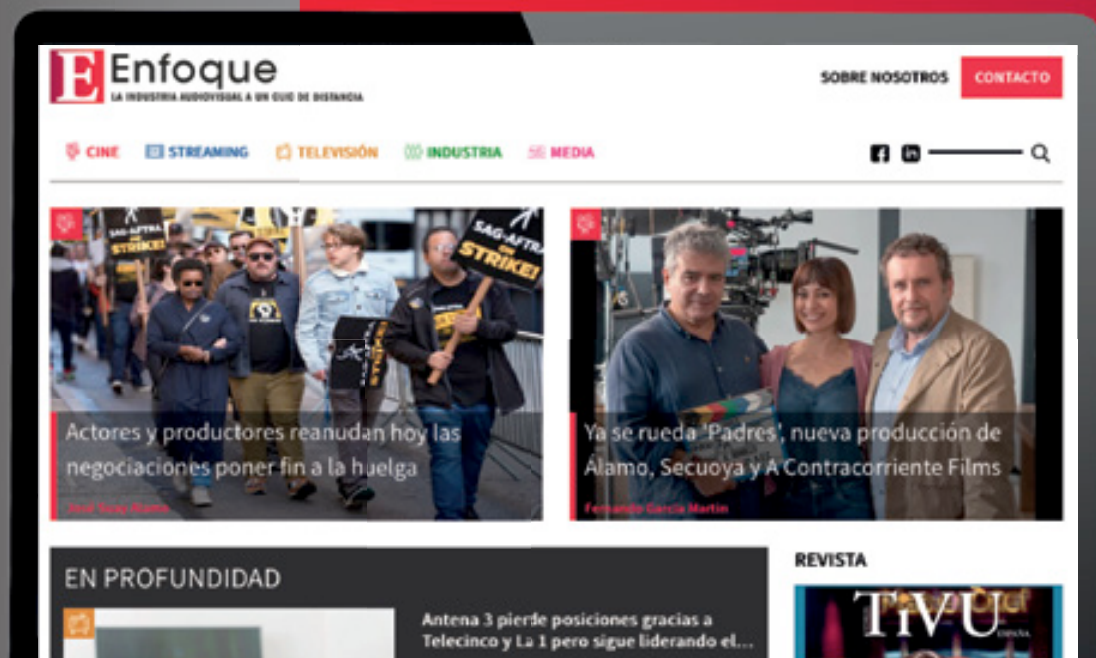 E Enfoque
LA INDUSTRIA AUDIOVISUAL A UN CLIC DE DISTANCIA
SOBRE NOSOTROS
CONTACTO
CINE
STREAMING
TELEVISIÓN
INDUSTRIA
MEDIA
SAG-AFTRA
ON
STRIKE!
SAG-AFTRA
ON
STRIKE!
Actores y productores reanudan hoy las
negociaciones poner fin a la huelga
Ya se rueda 'Padres', nueva producción de
Álamo, Secuoya y A Contracorriente Films
Fernando García Martín
EN PROFUNDIDAD
Antena 3 pierde posiciones gracias a
Telecinco y La 1 pero sigue liderando el...
REVISTA
TIVU
ESPAÑA